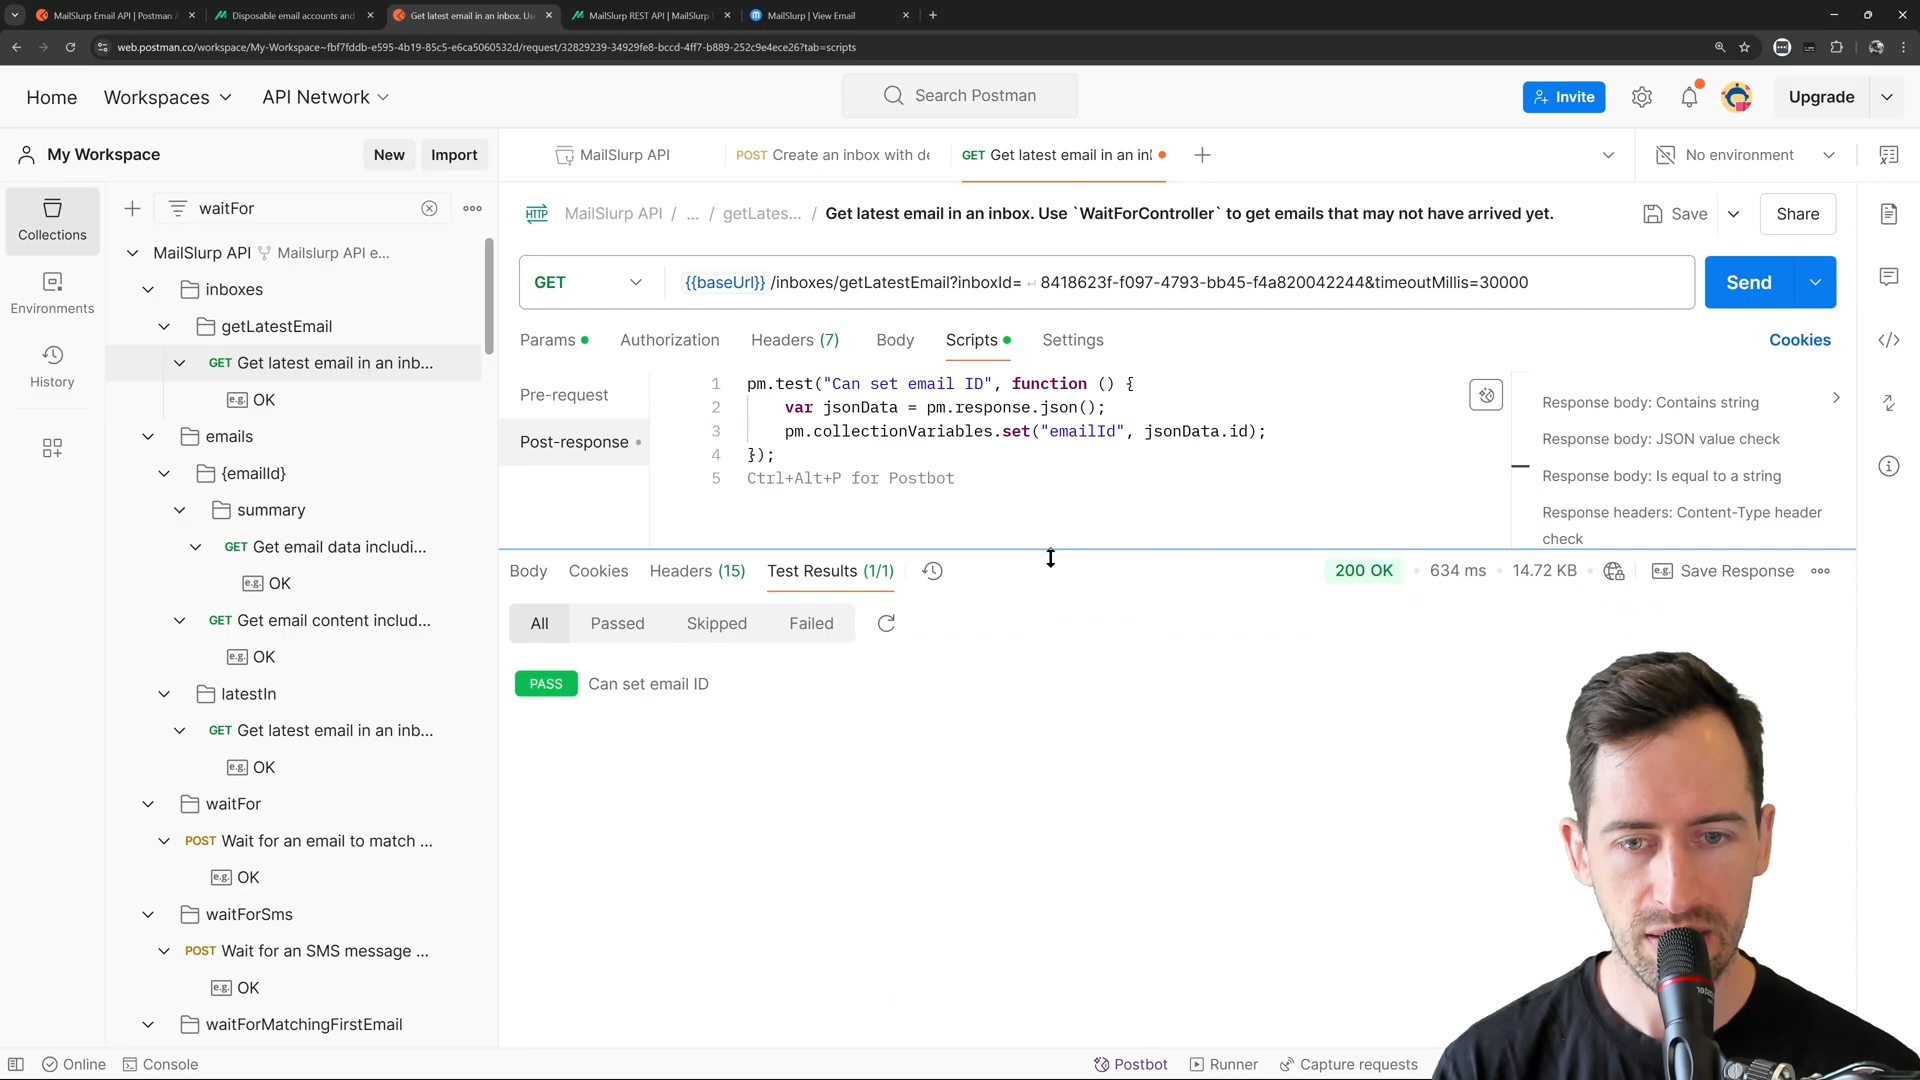 MailSlurp Email API | Postman A
Disposable email accounts and
Get latest email in an inbox. Us
MailSlurp REST API | MailSlurp
MailSlurp | View Email
web.postman.co/workspace/My-Workspace~fbf7fddb-e595-4b19-85c5-e6ca5060532d/request/32829239-34929fe8-bccd-4ff7-b889-252c9e4ece26?tab=scripts
Home Workspaces API Network
Search Postman
Invite
Upgrade
My Workspace
New
Import
MailSlurp API
POST Create an inbox with de
GET Get latest email in an inl
No environment
Collections
Environments
History
waitFor
MailSlurp API Mailslurp API e...
inboxes
getLatestEmail
GET Get latest email in an inb...
e.g. OK
emails
{emailId}
summary
GET Get email data includi...
e.g. OK
GET Get email content includ...
e.g. OK
latestIn
GET Get latest email in an inb...
e.g. OK
waitFor
POST Wait for an email to match ...
e.g. OK
waitForSms
POST Wait for an SMS message ...
e.g. OK
waitForMatchingFirstEmail
HTTP MailSlurp API / ... / getLates... / Get latest email in an inbox. Use `WaitForController` to get emails that may not have arrived yet.
Save
Share
GET
{{baseUrl}} /inboxes/getLatestEmail?inboxId= 8418623f-f097-4793-bb45-f4a820042244&timeoutMillis=30000
Send
Params Authorization Headers (7) Body Scripts Settings
Cookies
Pre-request
Post-response
1 pm.test("Can set email ID", function () {
2 var jsonData = pm.response.json();
3 pm.collectionVariables.set("emailId", jsonData.id);
4 });
5 Ctrl+Alt+P for Postbot
Response body: Contains string
Response body: JSON value check
Response body: Is equal to a string
Response headers: Content-Type header
check
Body Cookies Headers (15) Test Results (1/1)
200 OK 634 ms 14.72 KB
e.g. Save Response
All Passed Skipped Failed
PASS Can set email ID
Online Console
Postbot Runner Capture requests